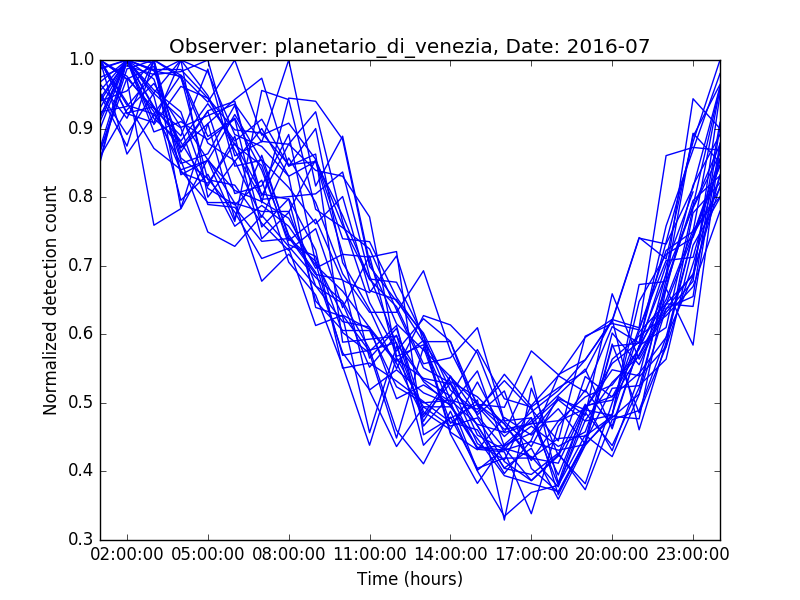 Observer: planetario_di_venezia, Date: 2016-07
1.0
0.9
0.8
0.7
0.6
0.5
0.4
0.3
Normalized detection count
02:00:00 05:00:00 08:00:00 11:00:00 14:00:00 17:00:00 20:00:00 23:00:00
Time (hours)